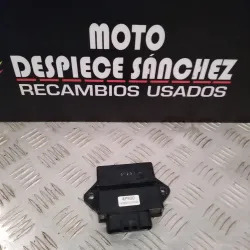 MOTO
DESPIECE SÁNCHEZ
RECAMBIOS USADOS